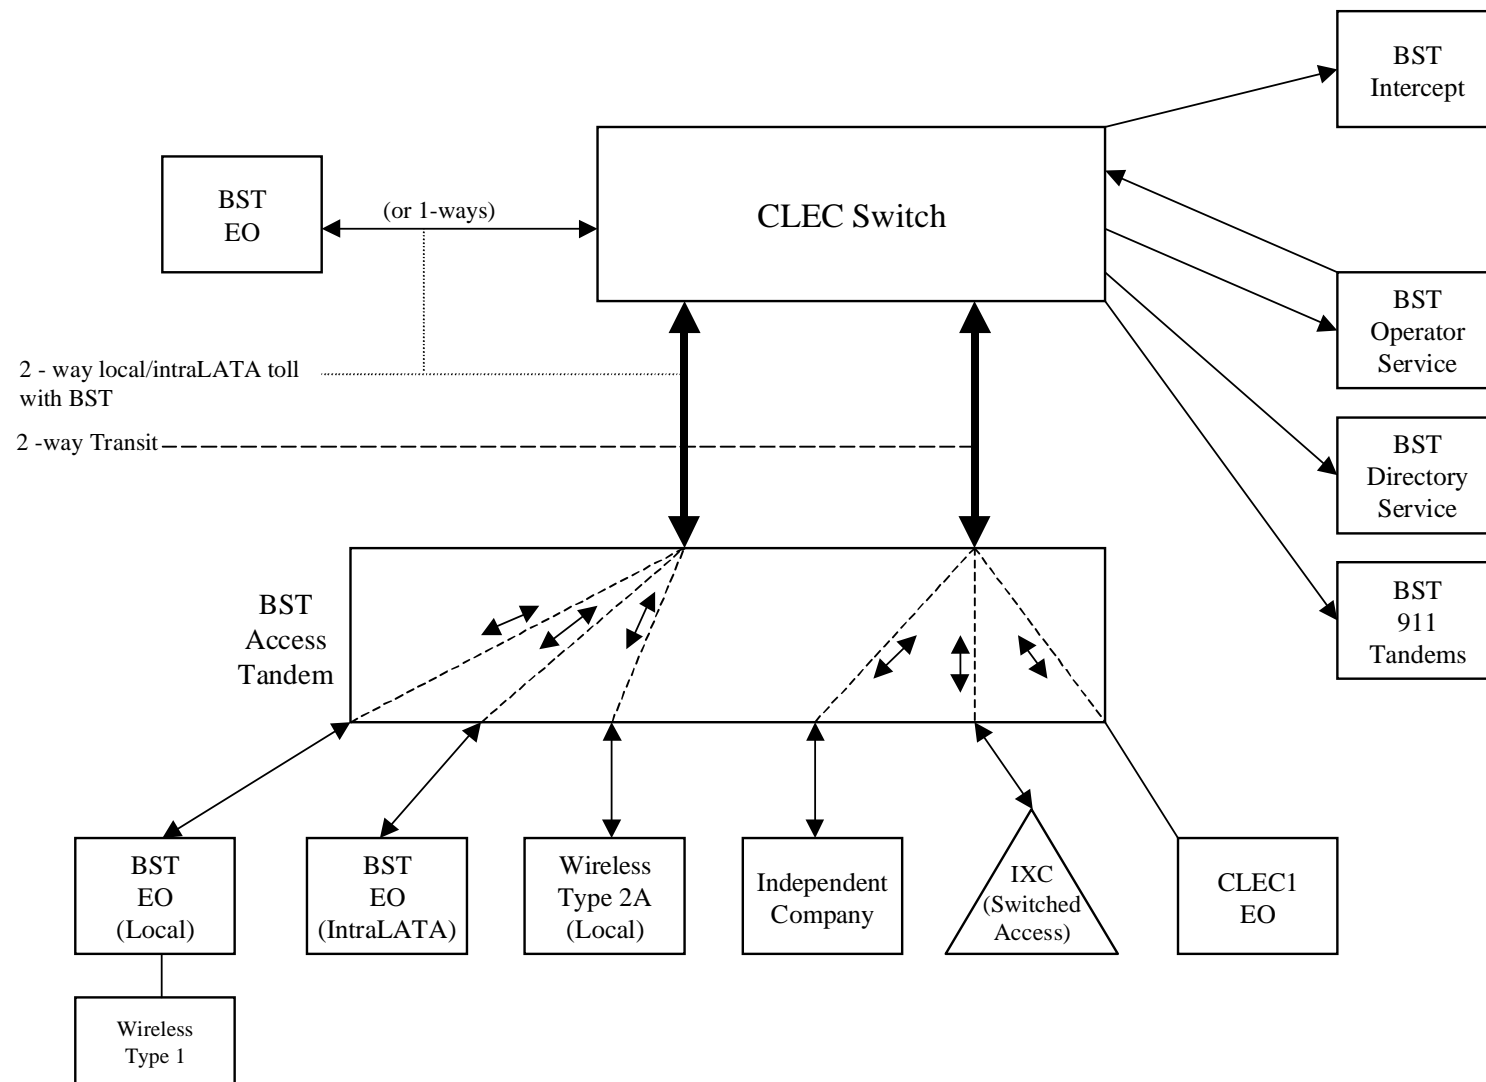 BST
Intercept
BST
EO
(or 1-ways)
CLEC Switch
BST
Operator
Service
2 - way local/intraLATA toll
with BST
2 -way Transit
BST
Directory
Service
BST
911
Tandems
BST
Access
Tandem
BST
EO
(Local)
BST
EO
(IntraLATA)
Wireless
Type 2A
(Local)
Independent
Company
IXC
(Switched
Access)
CLEC1
EO
Wireless
Type 1